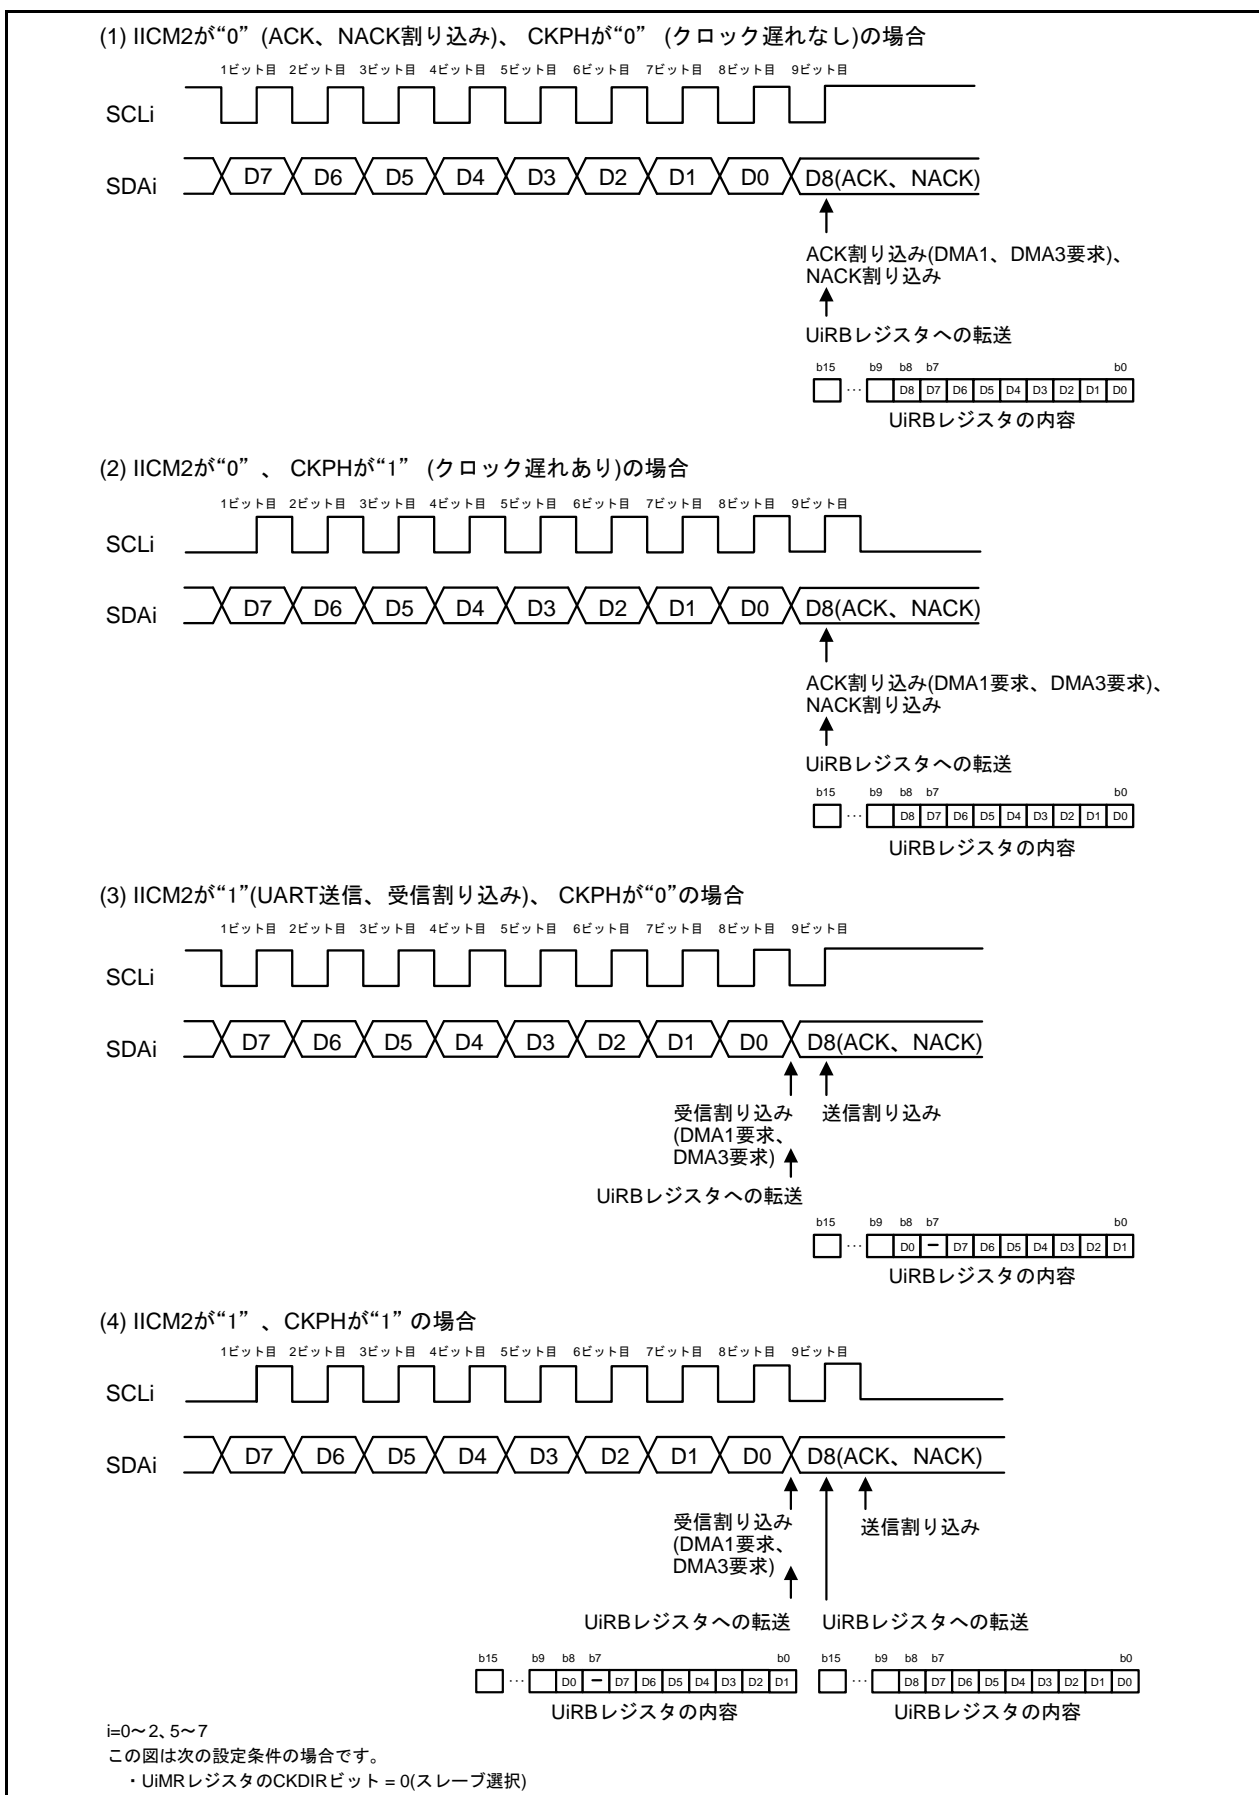 (1) IICM2が“0” (ACK、NACK割り込み)、 CKPHが“0” (クロック遅れなし)の場合
1ビット目 2ビット目 3ビット目 4ビット目 5ビット目 6ビット目 7ビット目 8ビット目 9ビット目
SCLi
SDAi D7 D6 D5 D4 D3 D2 D1 D0 D8(ACK、NACK)
ACK割り込み(DMA1、DMA3要求)、
NACK割り込み
UiRBレジスタへの転送
b15 b9 b8 b7 b0
… D8 D7 D6 D5 D4 D3 D2 D1 D0
UiRBレジスタの内容
(2) IICM2が“0” 、 CKPHが“1” (クロック遅れあり)の場合
1ビット目 2ビット目 3ビット目 4ビット目 5ビット目 6ビット目 7ビット目 8ビット目 9ビット目
SCLi
SDAi D7 D6 D5 D4 D3 D2 D1 D0 D8(ACK、NACK)
ACK割り込み(DMA1要求、DMA3要求)、
NACK割り込み
UiRBレジスタへの転送
b15 b9 b8 b7 b0
… D8 D7 D6 D5 D4 D3 D2 D1 D0
UiRBレジスタの内容
(3) IICM2が“1”(UART送信、受信割り込み)、 CKPHが“0”の場合
1ビット目 2ビット目 3ビット目 4ビット目 5ビット目 6ビット目 7ビット目 8ビット目 9ビット目
SCLi
SDAi D7 D6 D5 D4 D3 D2 D1 D0 D8(ACK、NACK)
受信割り込み 送信割り込み
(DMA1要求、
DMA3要求)
UiRBレジスタへの転送
b15 b9 b8 b7 b0
… D0 − D7 D6 D5 D4 D3 D2 D1
UiRBレジスタの内容
(4) IICM2が“1” 、CKPHが“1” の場合
1ビット目 2ビット目 3ビット目 4ビット目 5ビット目 6ビット目 7ビット目 8ビット目 9ビット目
SCLi
SDAi D7 D6 D5 D4 D3 D2 D1 D0 D8(ACK、NACK)
受信割り込み 送信割り込み
(DMA1要求、
DMA3要求)
UiRBレジスタへの転送 UiRBレジスタへの転送
b15 b9 b8 b7 b0 b15 b9 b8 b7 b0
… D0 − D7 D6 D5 D4 D3 D2 D1 … D8 D7 D6 D5 D4 D3 D2 D1 D0
UiRBレジスタの内容 UiRBレジスタの内容
i=0〜2、5〜7
この図は次の設定条件の場合です。
・UiMRレジスタのCKDIRビット = 0(スレーブ選択)